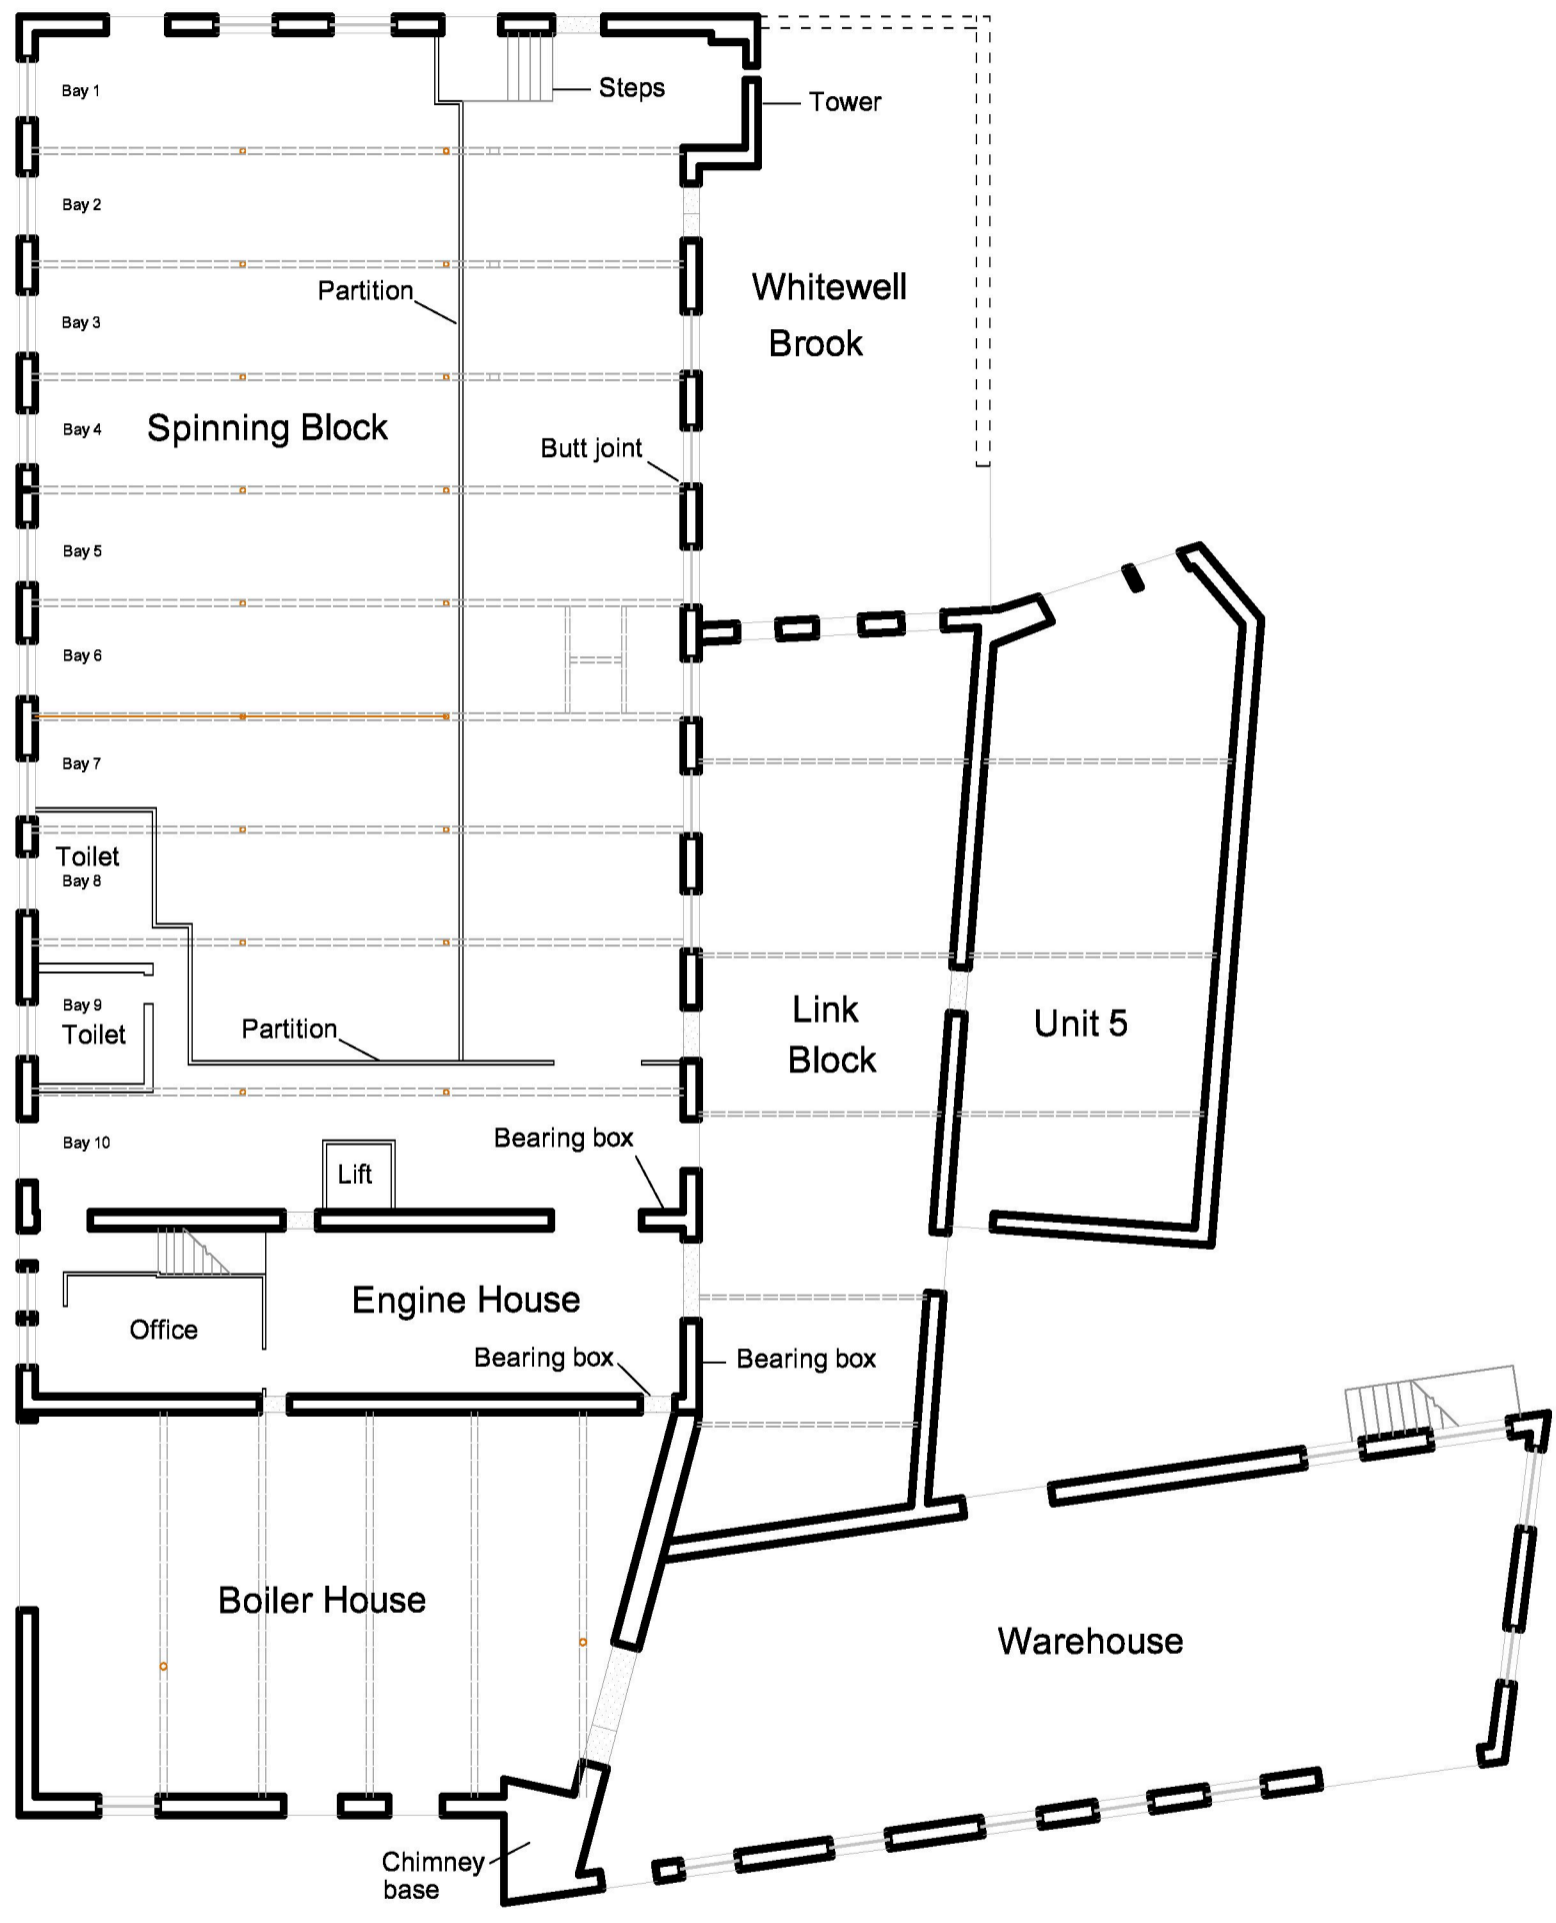 Bay 1
Steps
Tower
Bay 2
Whitewell
Brook
Partition
Bay 3
Spinning Block
Bay 4
Butt joint
Bay 5
Bay 6
Bay 7
Toilet
Bay 8
Bay 9
Toilet
Partition
Link
Block
Unit 5
Bay 10
Lift
Bearing box
Engine House
Office
Bearing box
Bearing box
Boiler House
Warehouse
Chimney
base